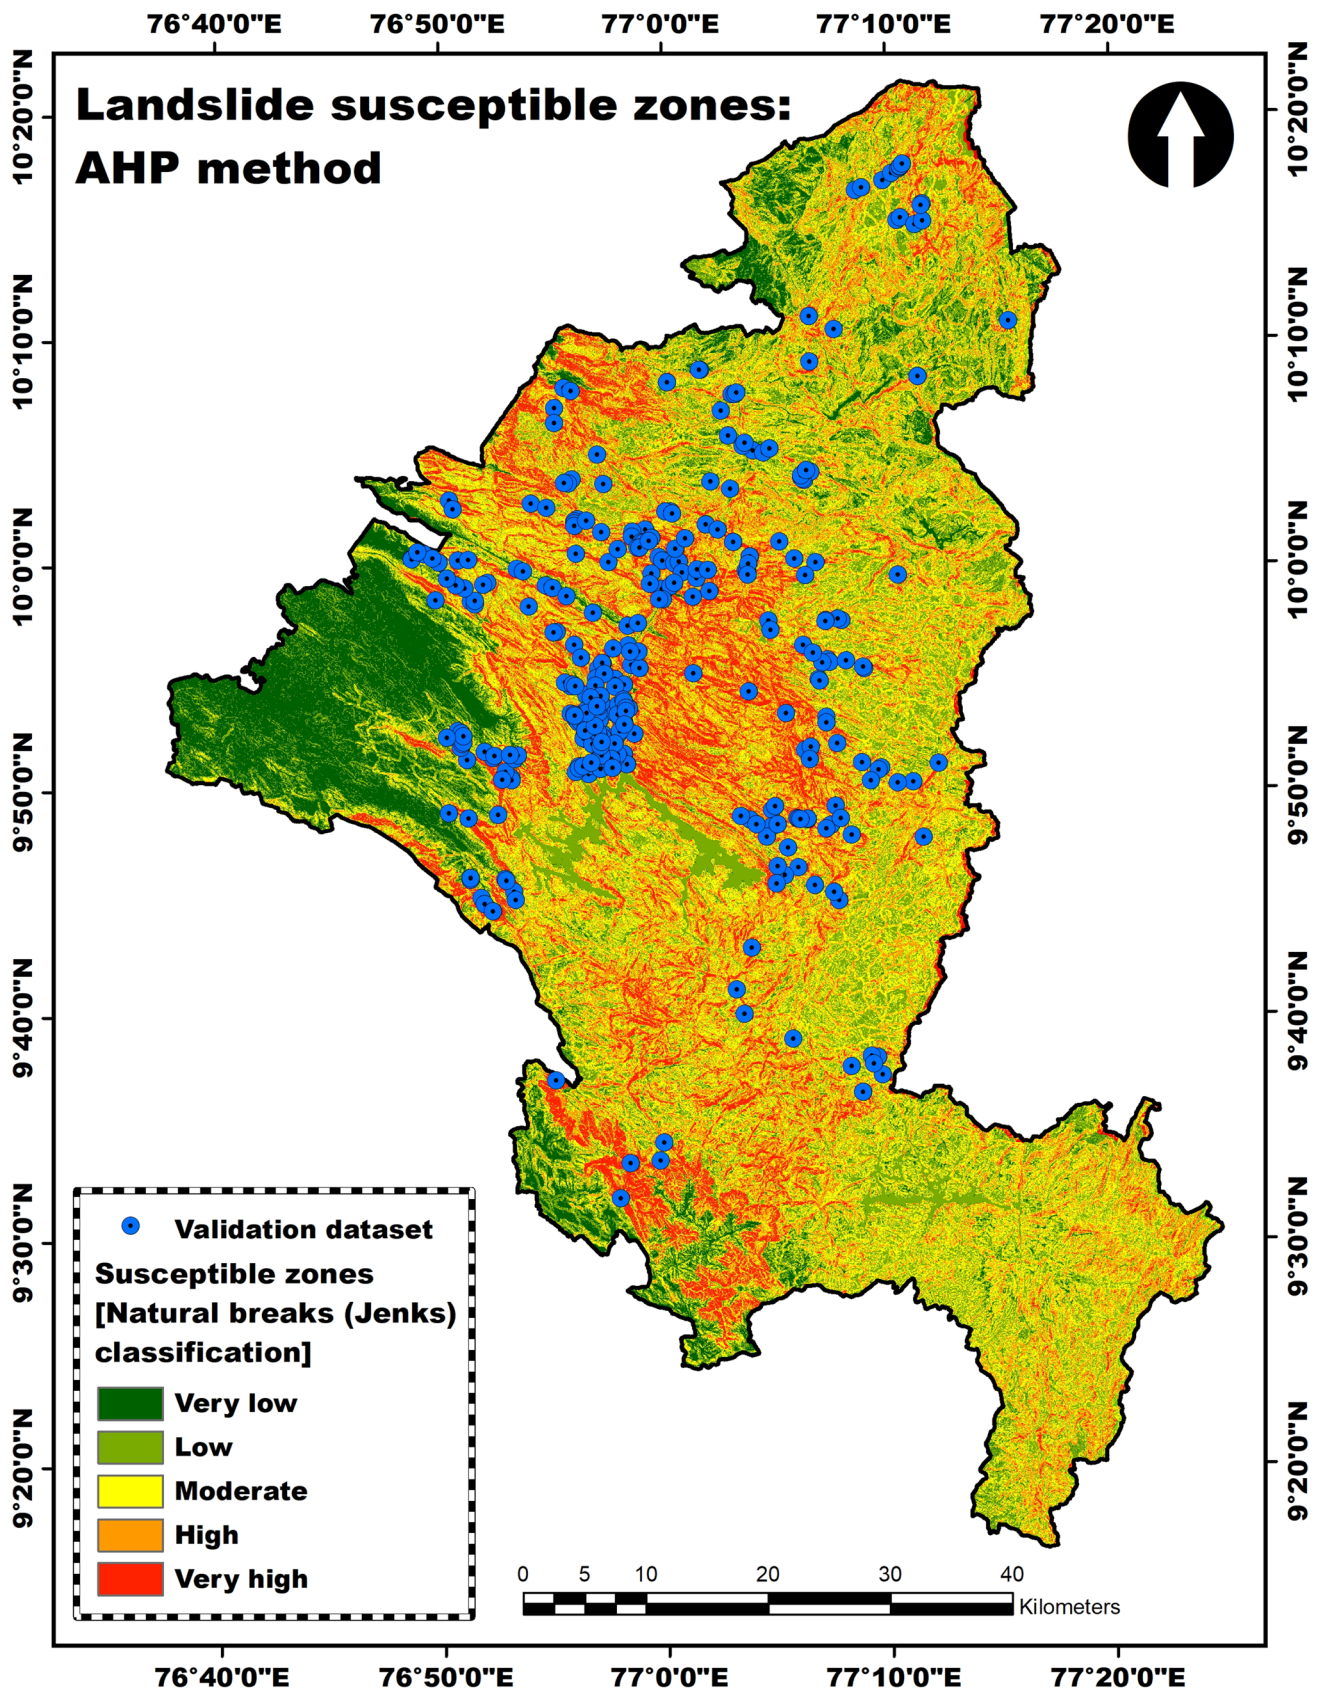 76°40'0"E 76°50'0"E 77°0'0"E 77°10'0"E 77°20'0"E
Landslide susceptible zones:
AHP method
10°20'0"N
10°10'0"N
10°0'0"N
9°50'0"N
9°40'0"N
9°30'0"N
9°20'0"N
10°20'0"N
10°10'0"N
10°0'0"N
9°50'0"N
9°40'0"N
9°30'0"N
9°20'0"N
Validation dataset
Susceptible zones
[Natural breaks (Jenks)
classification]
Very low
Low
Moderate
High
Very high
0 5 10 20 30 40
Kilometers
76°40'0"E 76°50'0"E 77°0'0"E 77°10'0"E 77°20'0"E